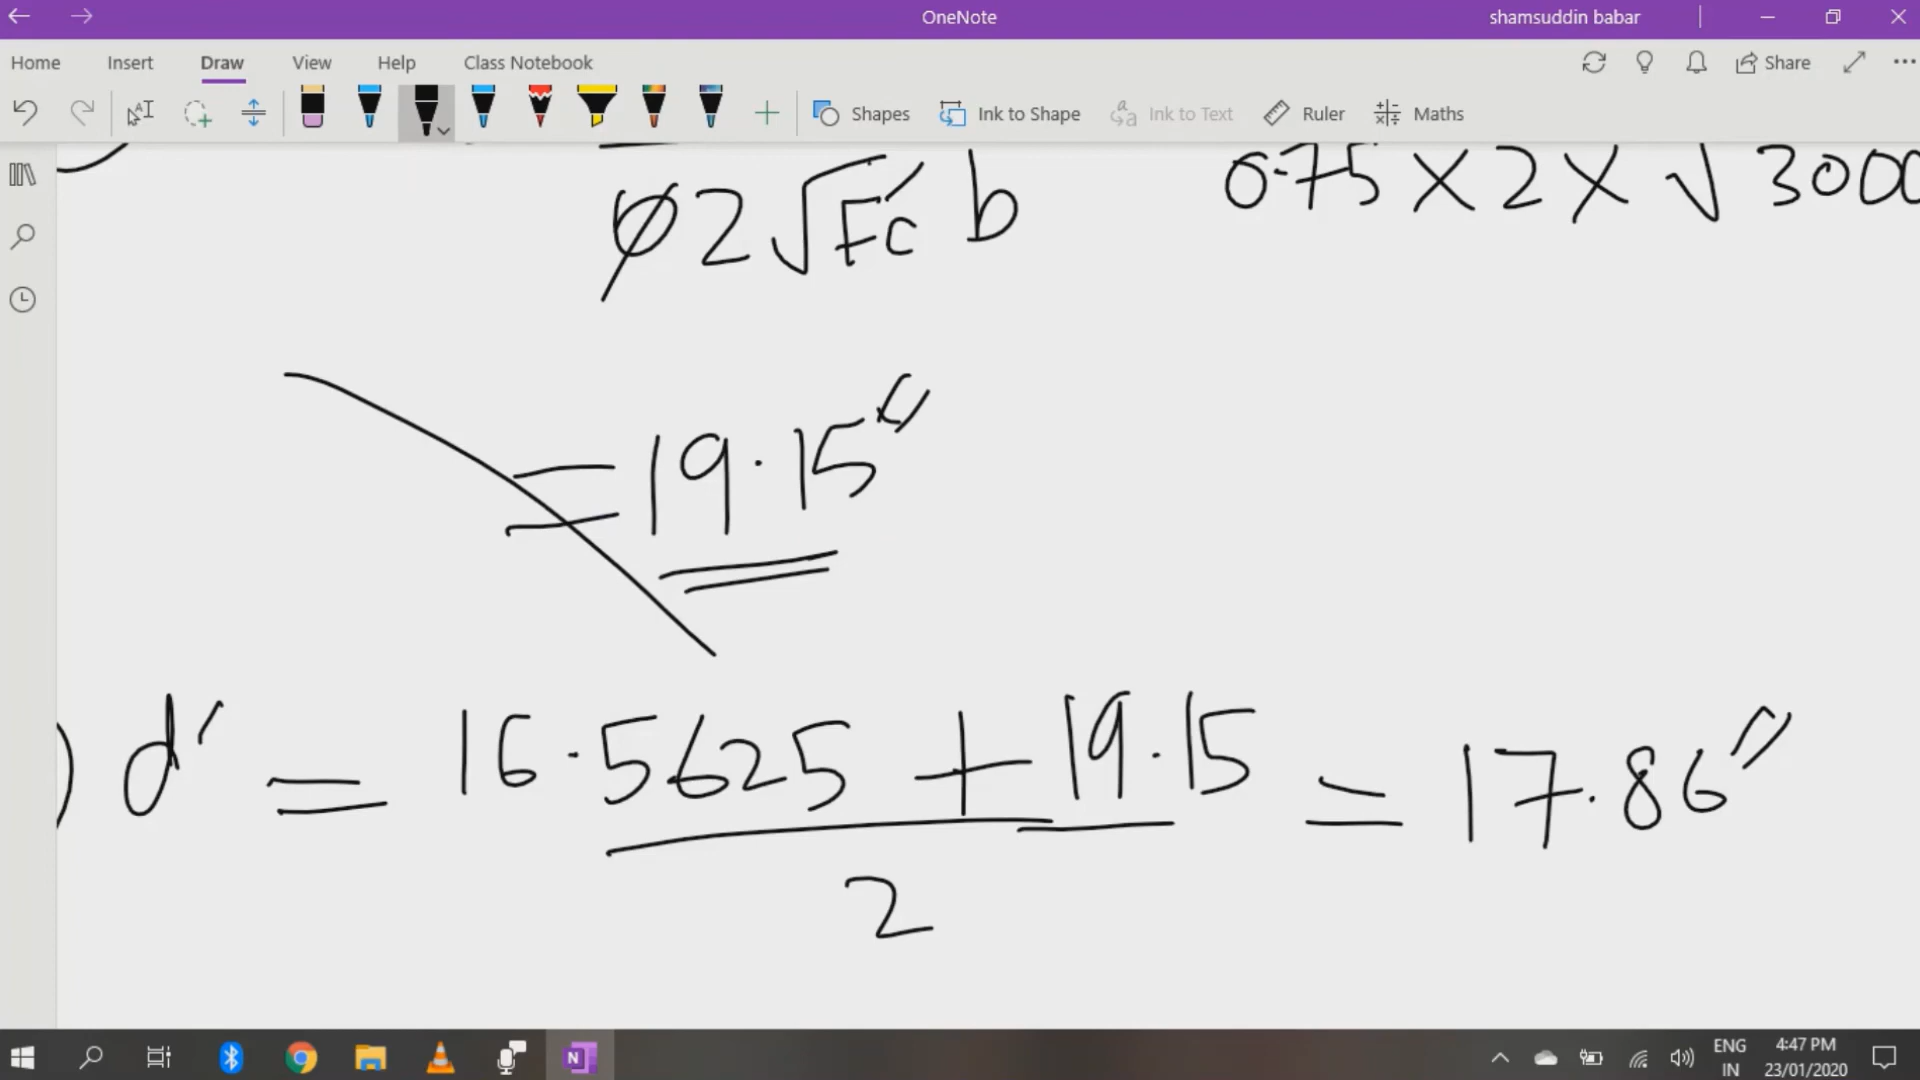 OneNote
shamsuddin babar
Home Insert Draw View Help Class Notebook
Share
Shapes Ink to Shape Ink to Text Ruler Maths
ϕ2√Fc′ b
0.75 × 2 × √3000
= 19.15″
) d′ = 16.5625 + 19.15 = 17.86″
2
ENG
IN
4:47 PM
23/01/2020